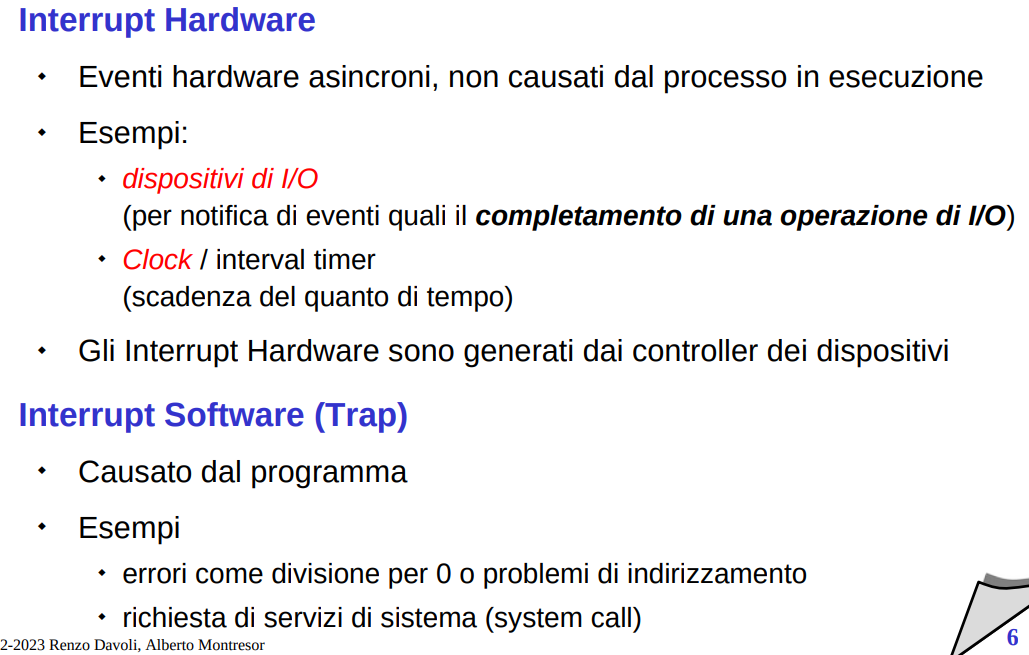 Interrupt Hardware
Eventi hardware asincroni, non causati dal processo in esecuzione
Esempi:
dispositivi di I/O
(per notifica di eventi quali il completamento di una operazione di I/O)
Clock / interval timer
(scadenza del quanto di tempo)
Gli Interrupt Hardware sono generati dai controller dei dispositivi
Interrupt Software (Trap)
Causato dal programma
Esempi
errori come divisione per 0 o problemi di indirizzamento
richiesta di servizi di sistema (system call)
2-2023 Renzo Davoli, Alberto Montresor
6